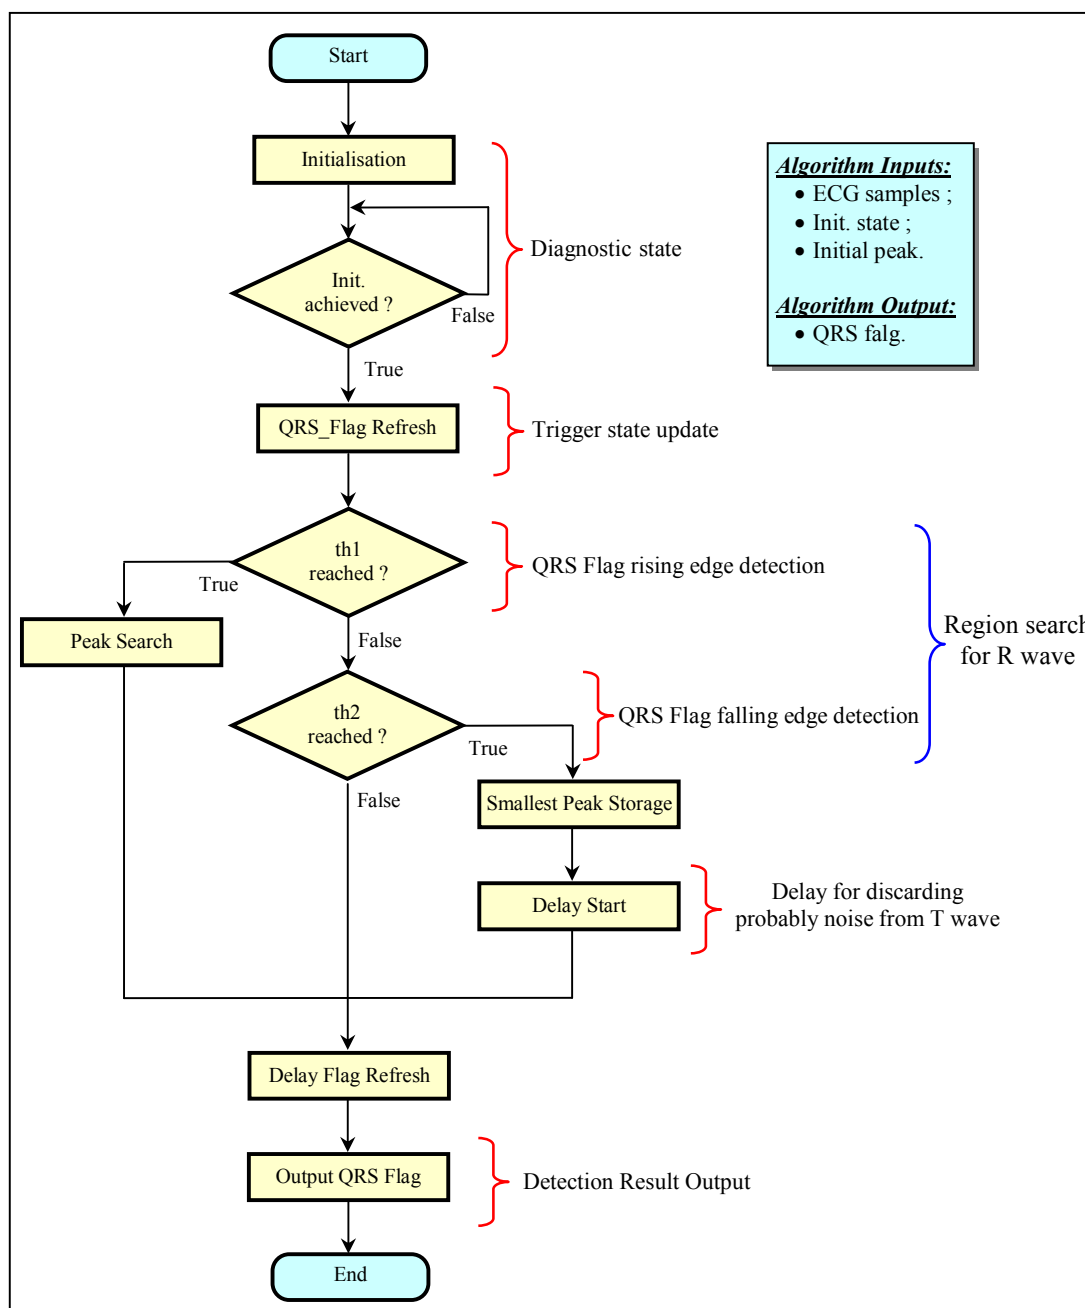 Start
Initialisation
Algorithm Inputs:
• ECG samples ;
• Init. state ;
• Initial peak.
Algorithm Output:
• QRS falg.
Diagnostic state
Init.
achieved ?
False
True
QRS_Flag Refresh
Trigger state update
th1
reached ?
True
QRS Flag rising edge detection
False
Peak Search
Region search
for R wave
th2
reached ?
True
QRS Flag falling edge detection
False
Smallest Peak Storage
Delay Start
Delay for discarding
probably noise from T wave
Delay Flag Refresh
Output QRS Flag
Detection Result Output
End